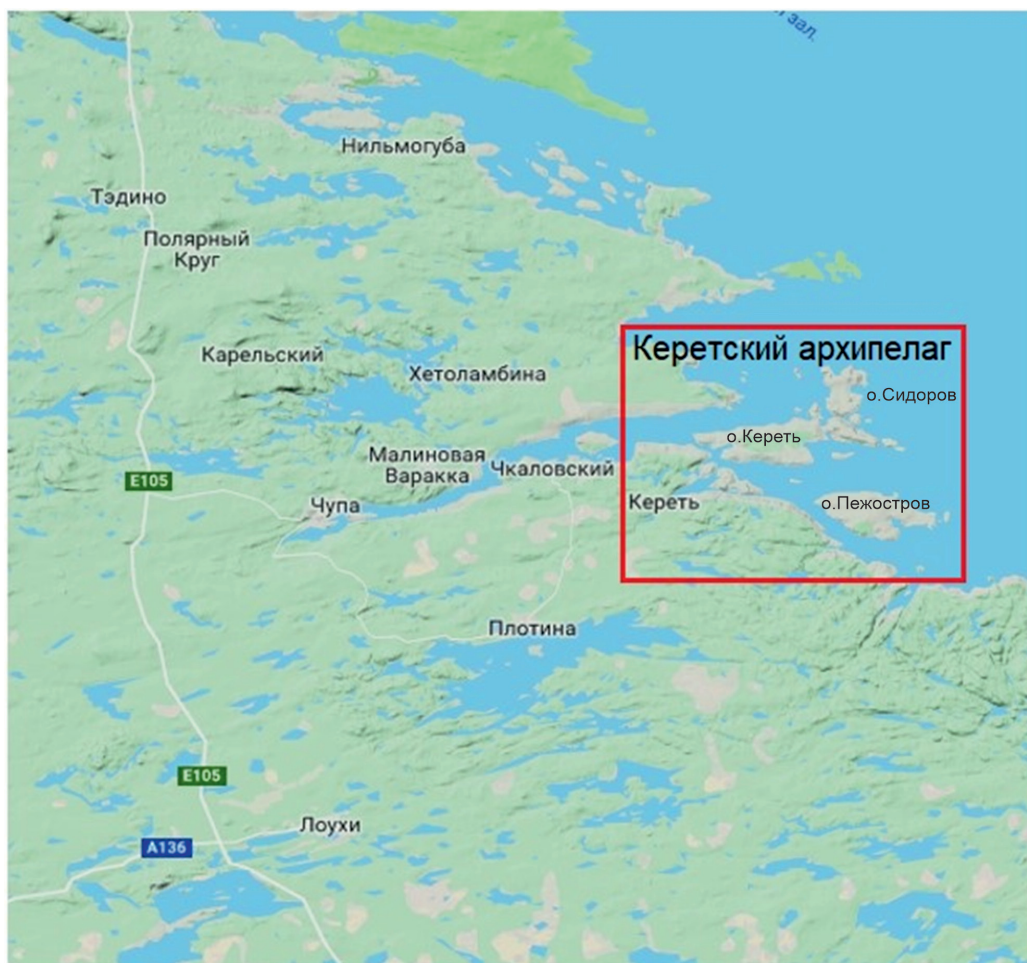 зал.
Нильмогуба
Тэдино
Полярный
Круг
Керетский архипелаг
Карельский
Хетоламбина
о.Сидоров
о.Кереть
Малиновая
Варакка
Чкаловский
E105
Чупа
Кереть
о.Пежостров
Плотина
E105
Лоухи
A136